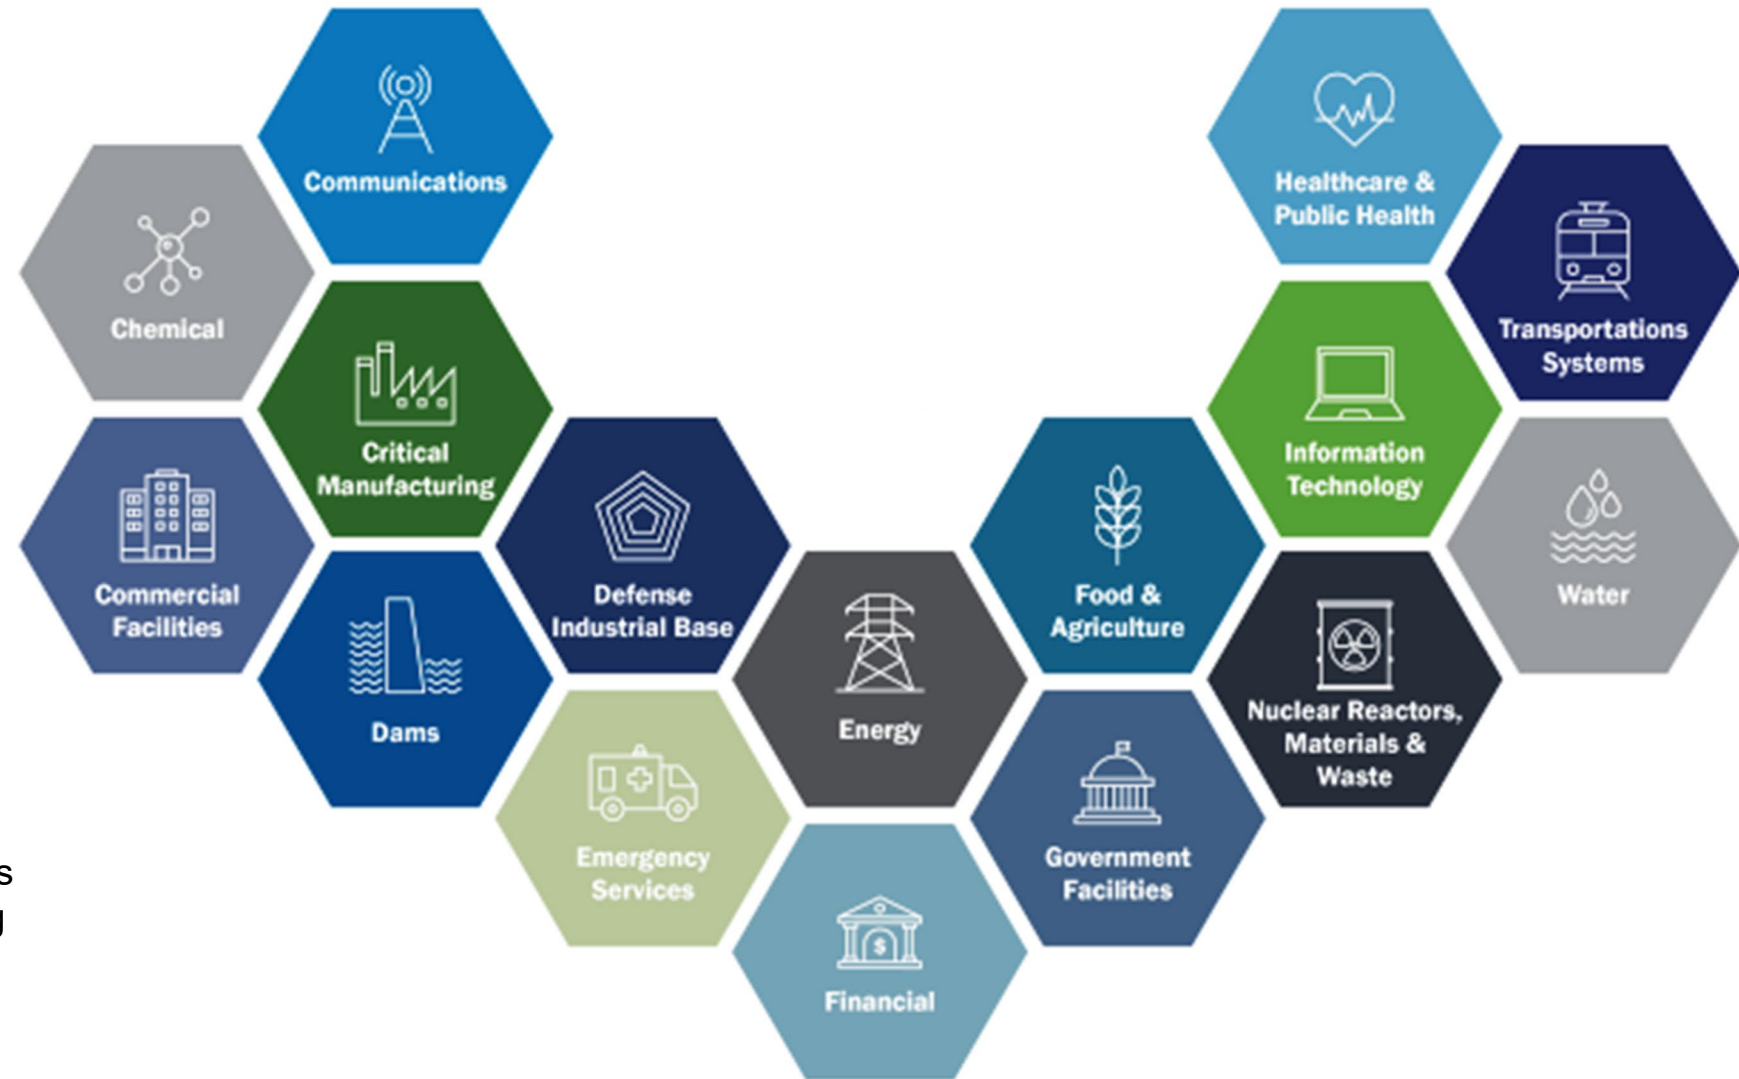 Communications
Healthcare &
Public Health
Chemical
Transportations
Systems
Critical
Manufacturing
Information
Technology
Commercial
Facilities
Defense
Industrial Base
Food &
Agriculture
Water
Dams
Energy
Nuclear Reactors,
Materials &
Waste
Emergency
Services
Government
Facilities
$
Financial
s
g